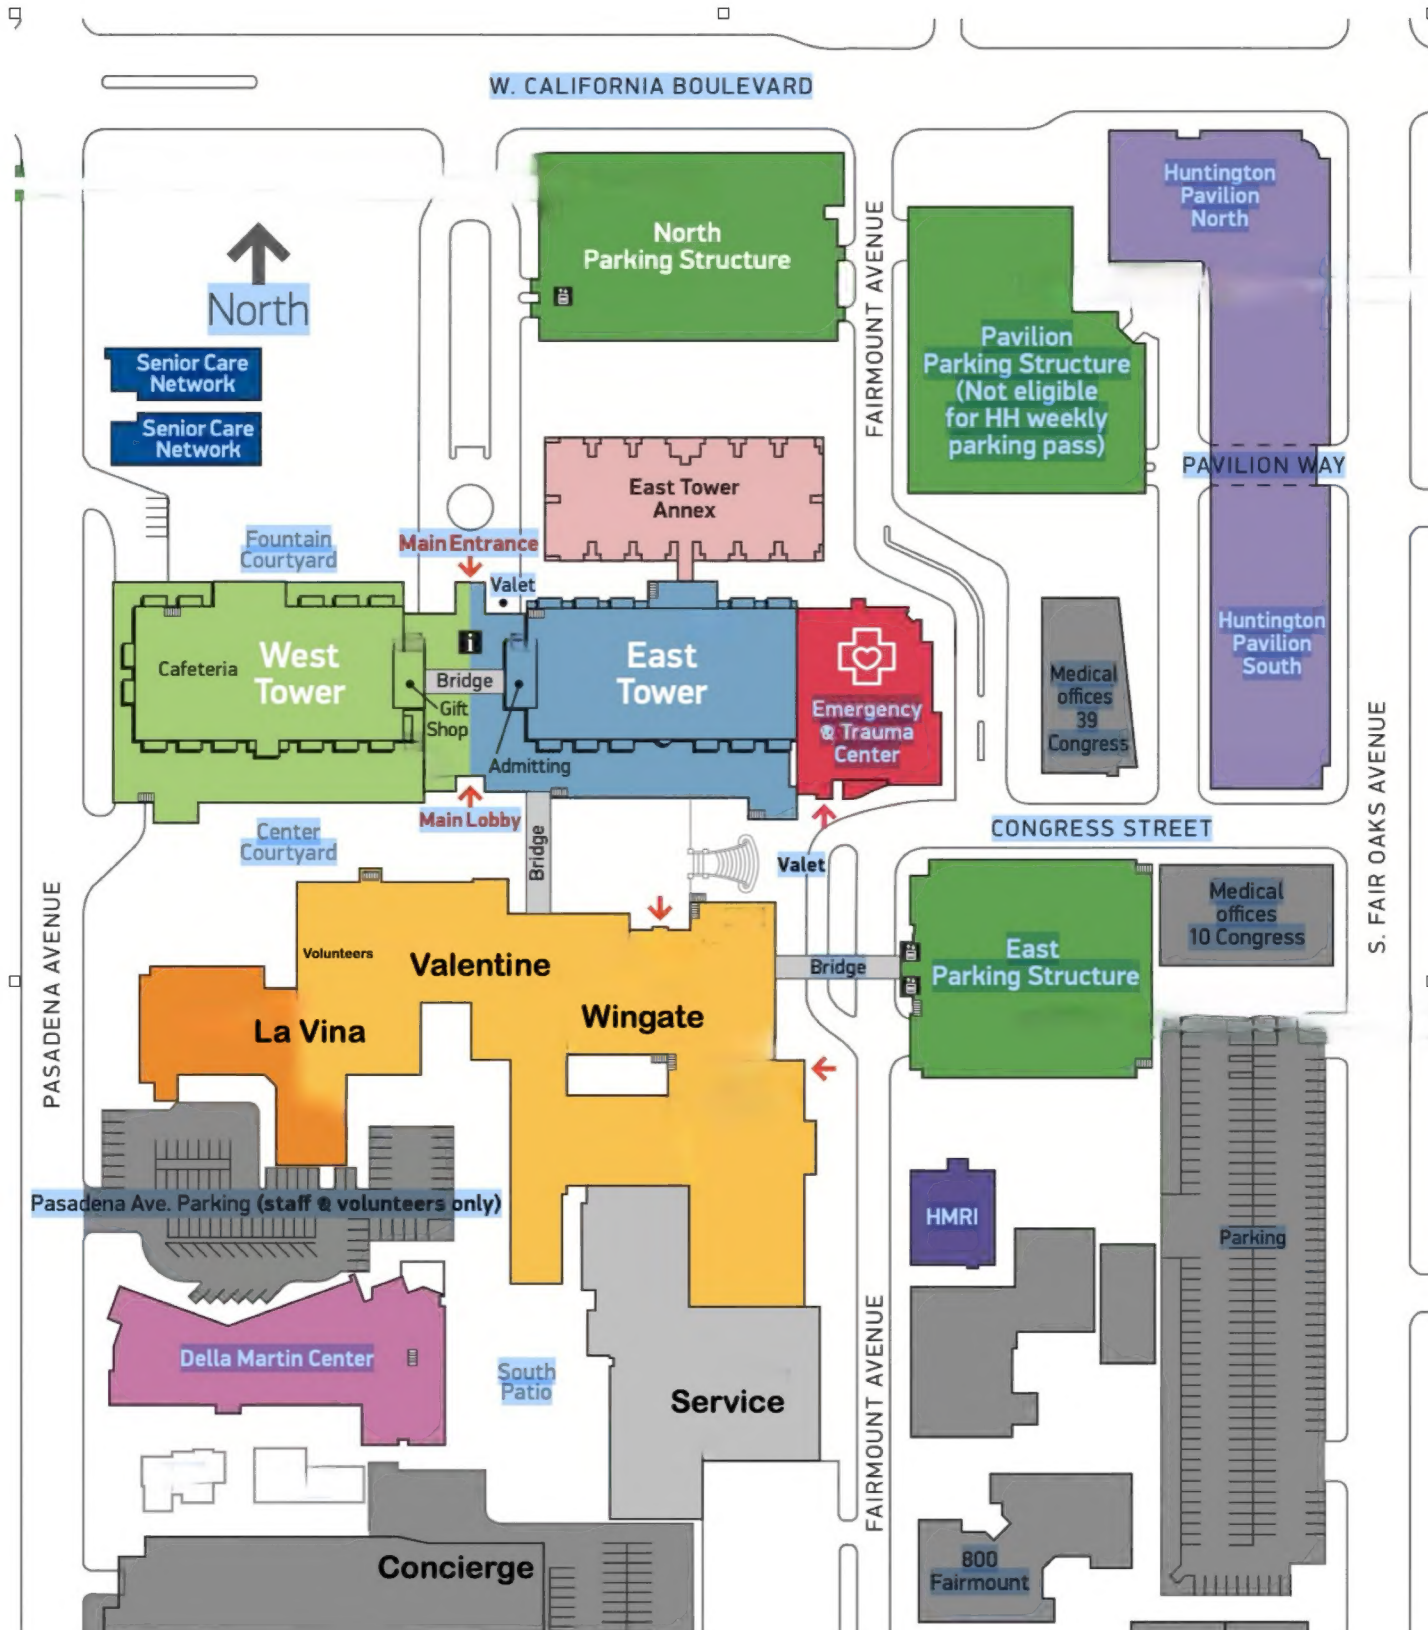 W. CALIFORNIA BOULEVARD
Huntington
Pavilion
North
North
Parking Structure
FAIRMOUNT AVENUE
North
Pavilion
Parking Structure
(Not eligible
for HH weekly
parking pass)
Senior Care
Network
Senior Care
Network
PAVILION WAY
East Tower
Annex
Fountain
Courtyard
Main Entrance
Valet
i
West
Tower
Cafeteria
Bridge
Gift
Shop
Admitting
East
Tower
Emergency
& Trauma
Center
Medical
offices
39
Congress
Huntington
Pavilion
South
S. FAIR OAKS AVENUE
Main Lobby
Center
Courtyard
Bridge
Valet
CONGRESS STREET
PASADENA AVENUE
Volunteers
Valentine
Wingate
La Vina
Bridge
East
Parking Structure
Medical
offices
10 Congress
Pasadena Ave. Parking (staff & volunteers only)
HMRI
Parking
Della Martin Center
South
Patio
Service
FAIRMOUNT AVENUE
Concierge
800
Fairmount